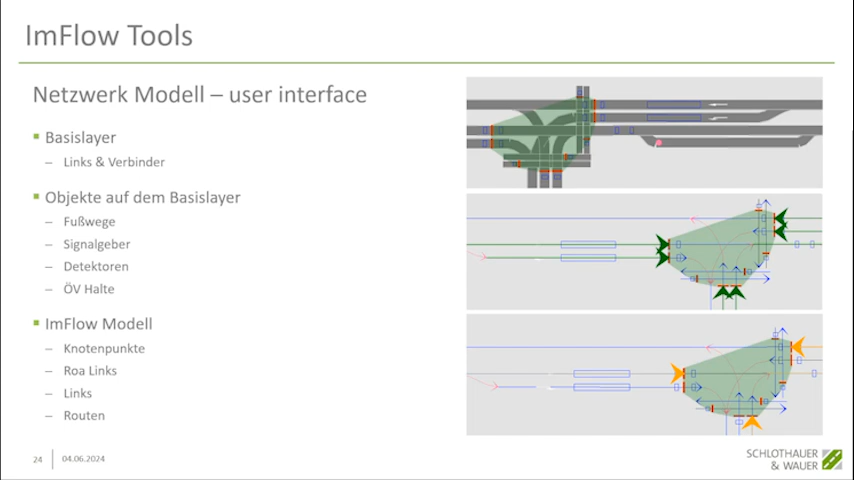 ImFlow Tools
Netzwerk Modell – user interface
Basislayer
– Links & Verbinder
Objekte auf dem Basislayer
– Fußwege
– Signalgeber
– Detektoren
– ÖV Halte
ImFlow Modell
– Knotenpunkte
– Roa Links
– Links
– Routen
24
04.06.2024
SCHLOTHAUER
& WAUER